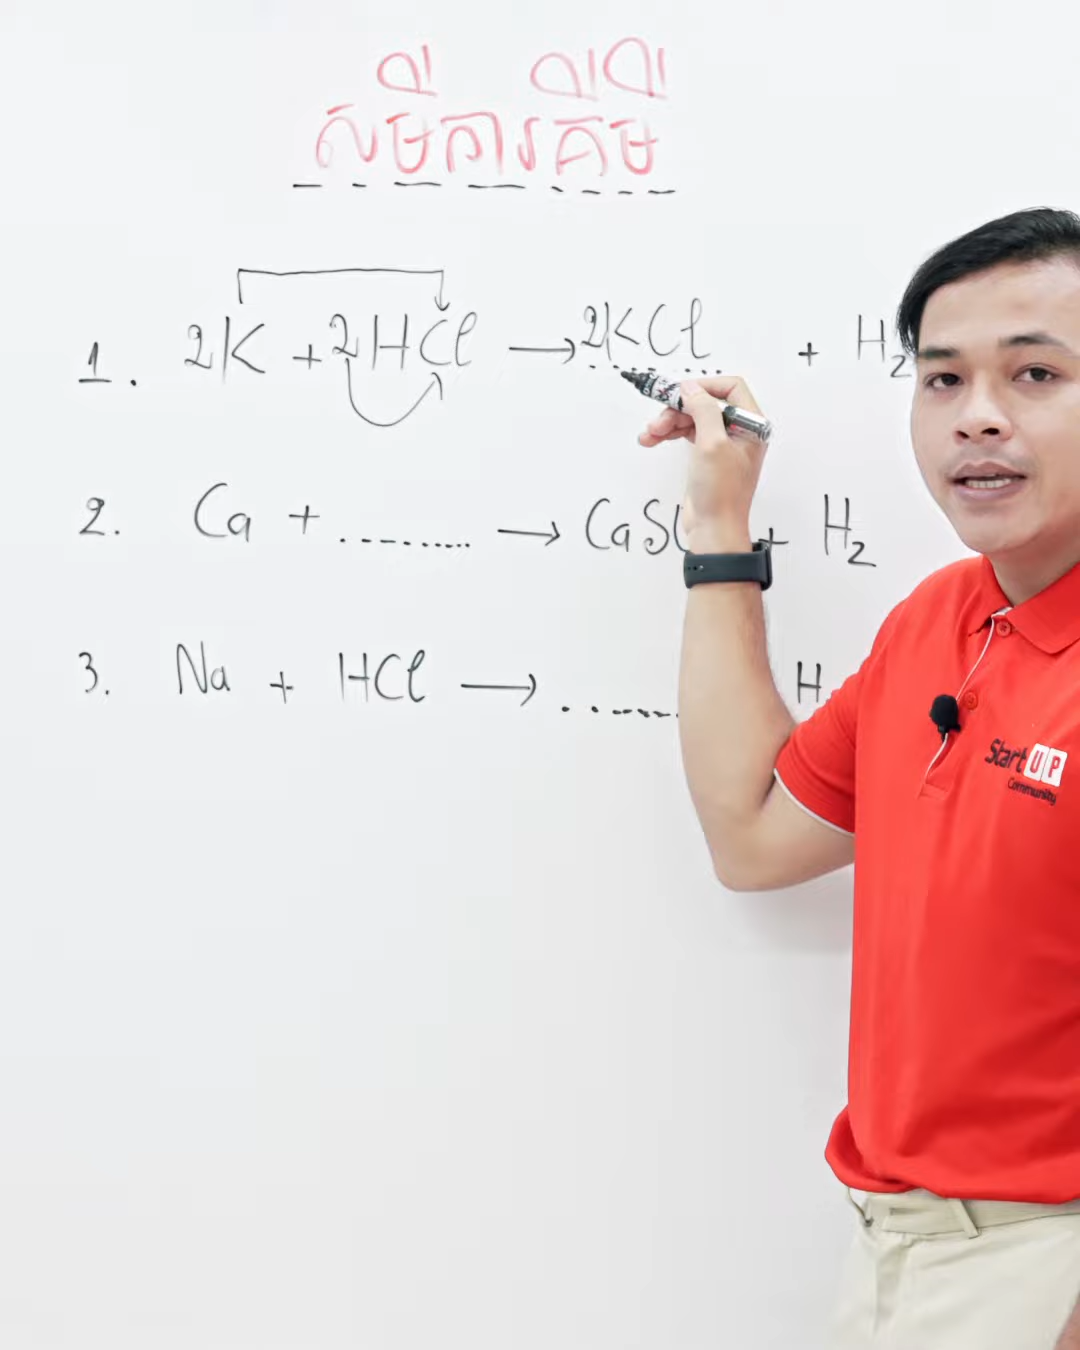 សមីការគីមី
1. 2K + 2HCl → 2KCl + H₂
2. Ca + ......... → CaSO + H₂
3. Na + HCl → ......... H
Start UP
Community